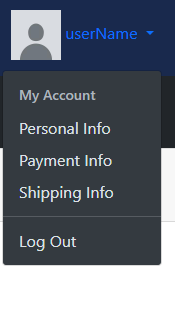 userName
My Account
Personal Info
Payment Info
Shipping Info
Log Out